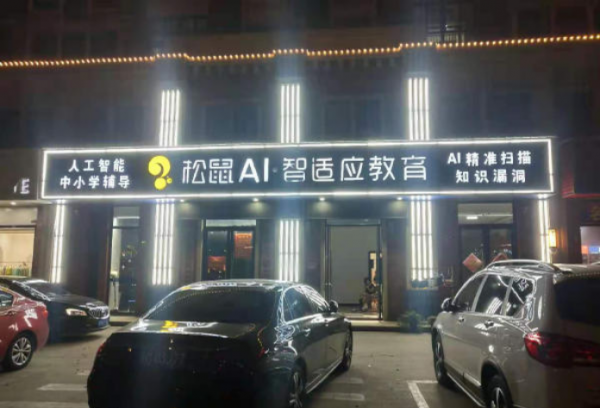 人工智能
中小学辅导
松鼠AI·智适应教育
AI精准扫描
知识漏洞